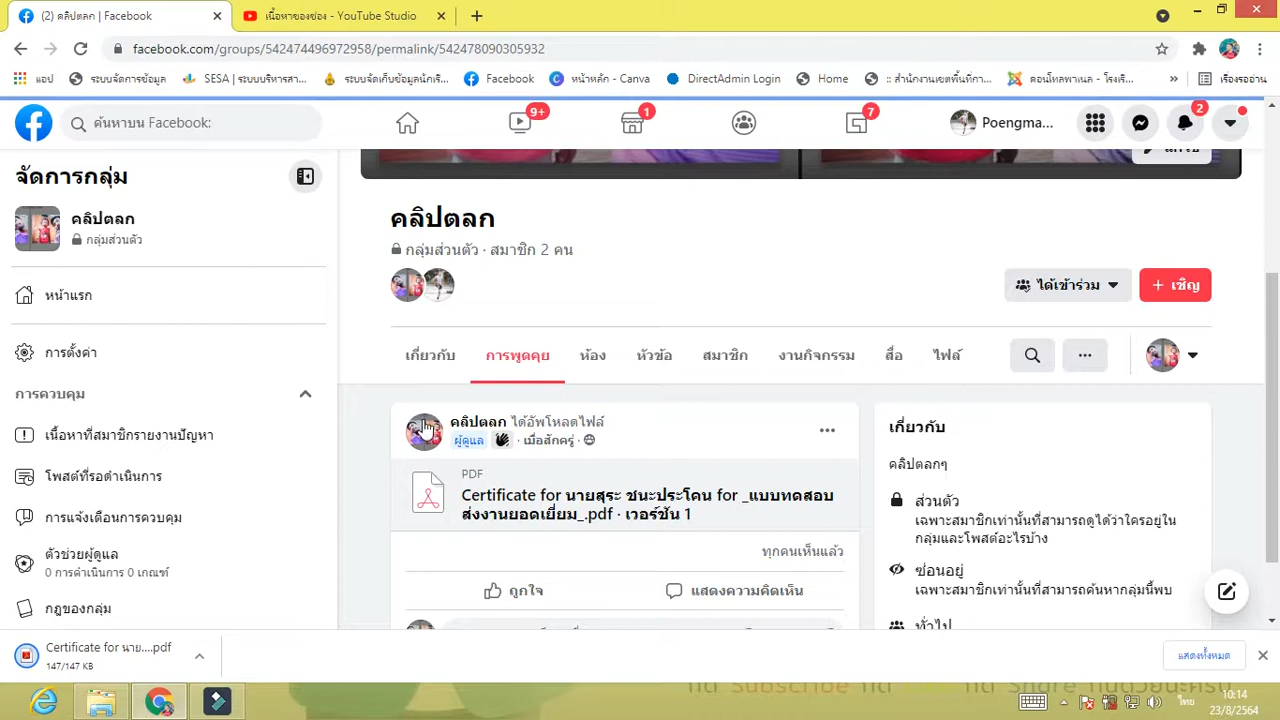 (2) คลิปตลก | Facebook
เนื้อหาของช่อง - YouTube Studio
facebook.com/groups/542474496972958/permalink/542478090305932
แอป
ระบบจัดการข้อมูล
SESA | ระบบบริหารสา...
ระบบจัดเก็บข้อมูลนักเรี...
Facebook
หน้าหลัก - Canva
DirectAdmin Login
Home
:: สำนักงานเขตพื้นที่กา...
คอนโทลพาเนล - โรงเรี...
»
เรื่องรออ่าน
ค้นหาบน Facebook:
9+
1
7
Poengma...
2
จัดการกลุ่ม
คลิปตลก
กลุ่มส่วนตัว
หน้าแรก
การตั้งค่า
การควบคุม
เนื้อหาที่สมาชิกรายงานปัญหา
โพสต์ที่รอดำเนินการ
การแจ้งเตือนการควบคุม
ตัวช่วยผู้ดูแล
0 การดำเนินการ 0 เกณฑ์
กฎของกลุ่ม
คลิปตลก
กลุ่มส่วนตัว · สมาชิก 2 คน
ได้เข้าร่วม
+ เชิญ
เกี่ยวกับ
การพูดคุย
ห้อง
หัวข้อ
สมาชิก
งานกิจกรรม
สื่อ
ไฟล์
คลิปตลก ได้อัพโหลดไฟล์
ผู้ดูแล · เมื่อสักครู่ ·
PDF
Certificate for นายสุระ ชนะประโคน for _แบบทดสอบ
ส่งงานยอดเยี่ยม_.pdf · เวอร์ชัน 1
ทุกคนเห็นแล้ว
ถูกใจ
แสดงความคิดเห็น
เกี่ยวกับ
คลิปตลกๆ
ส่วนตัว
เฉพาะสมาชิกเท่านั้นที่สามารถดูได้ว่าใครอยู่ใน
กลุ่มและโพสต์อะไรบ้าง
ซ่อนอยู่
เฉพาะสมาชิกเท่านั้นที่สามารถค้นหากลุ่มนี้พบ
ทั่วไป
Certificate for นาย....pdf
147/147 KB
แสดงทั้งหมด
กด Subscribe กด
กด Share กันด้วยนะครับ
ไทย
10:14
23/8/2564